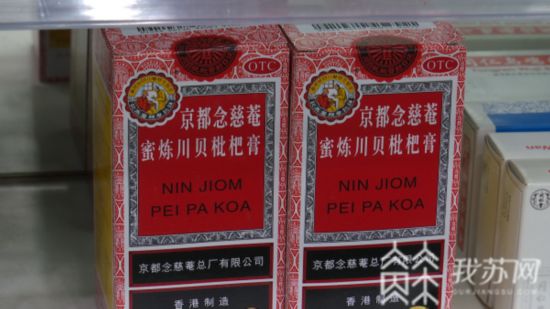 OTC
京都念慈菴
蜜炼川贝枇杷膏
NIN JIOM
PEI PA KOA
京都念慈菴总厂有限公司
香港制造
OTC
京都念慈菴
蜜炼川贝枇杷膏
NIN JIOM
PEI PA KOA
京都念慈菴总厂有限公司
香港制造
我苏网
OURJIANGSU.COM